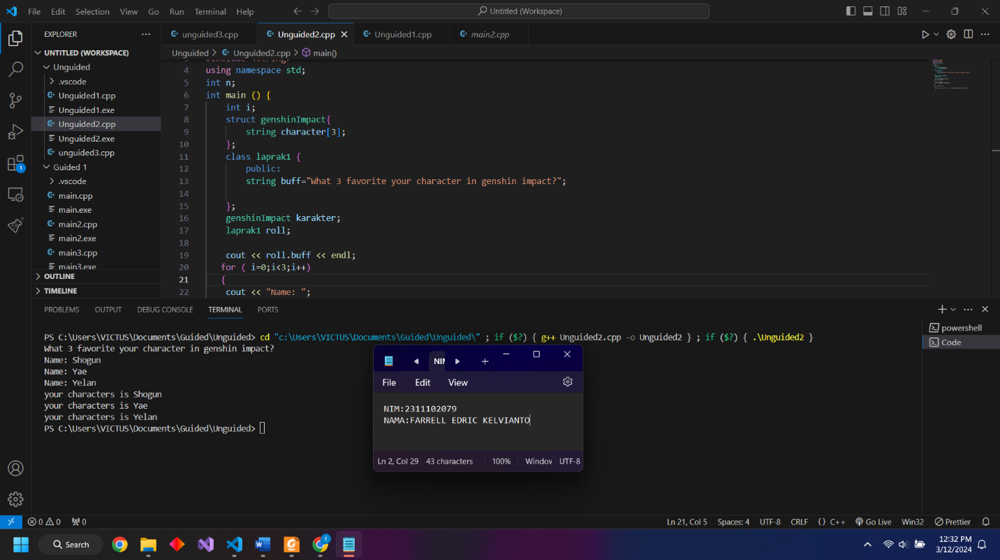 File Edit Selection View Go Run Terminal Help
Untitled (Workspace)
EXPLORER
UNTITLED (WORKSPACE)
Unguided
.vscode
Unguided1.cpp
Unguided1.exe
Unguided2.cpp
Unguided2.exe
unguided3.cpp
Guided 1
.vscode
main.cpp
main.exe
main2.cpp
main2.exe
main3.cpp
main3.exe
OUTLINE
TIMELINE
unguided3.cpp Unguided2.cpp Unguided1.cpp main2.cpp
Unguided > Unguided2.cpp > main()
3 #include <string>
4 using namespace std;
5 int n;
6 int main () {
7 int i;
8 struct genshinImpact{
9 string character[3];
10 };
11 class laprak1 {
12 public:
13 string buff="What 3 favorite your character in genshin impact?";
14
15 };
16 genshinImpact karakter;
17 laprak1 roll;
18
19 cout << roll.buff << endl;
20 for ( i=0;i<3;i++)
21 {
22 cout << "Name: ";
PROBLEMS OUTPUT DEBUG CONSOLE TERMINAL PORTS
powershell
Code
PS C:\Users\VICTUS\Documents\Guided\Unguided> cd "c:\Users\VICTUS\Documents\Guided\Unguided\" ; if ($?) { g++ Unguided2.cpp -o Unguided2 } ; if ($?) { .\Unguided2 }
What 3 favorite your character in genshin impact?
Name: Shogun
Name: Yae
Name: Yelan
your characters is Shogun
your characters is Yae
your characters is Yelan
PS C:\Users\VICTUS\Documents\Guided\Unguided>
File Edit View
NIM:2311102079
NAMA:FARRELL EDRIC KELVIANTO
Ln 2, Col 29 43 characters 100% Window UTF-8
0 0 0
Ln 21, Col 5 Spaces: 4 UTF-8 CRLF {} C++ Go Live Win32 Prettier
Search
12:32 PM
3/12/2024